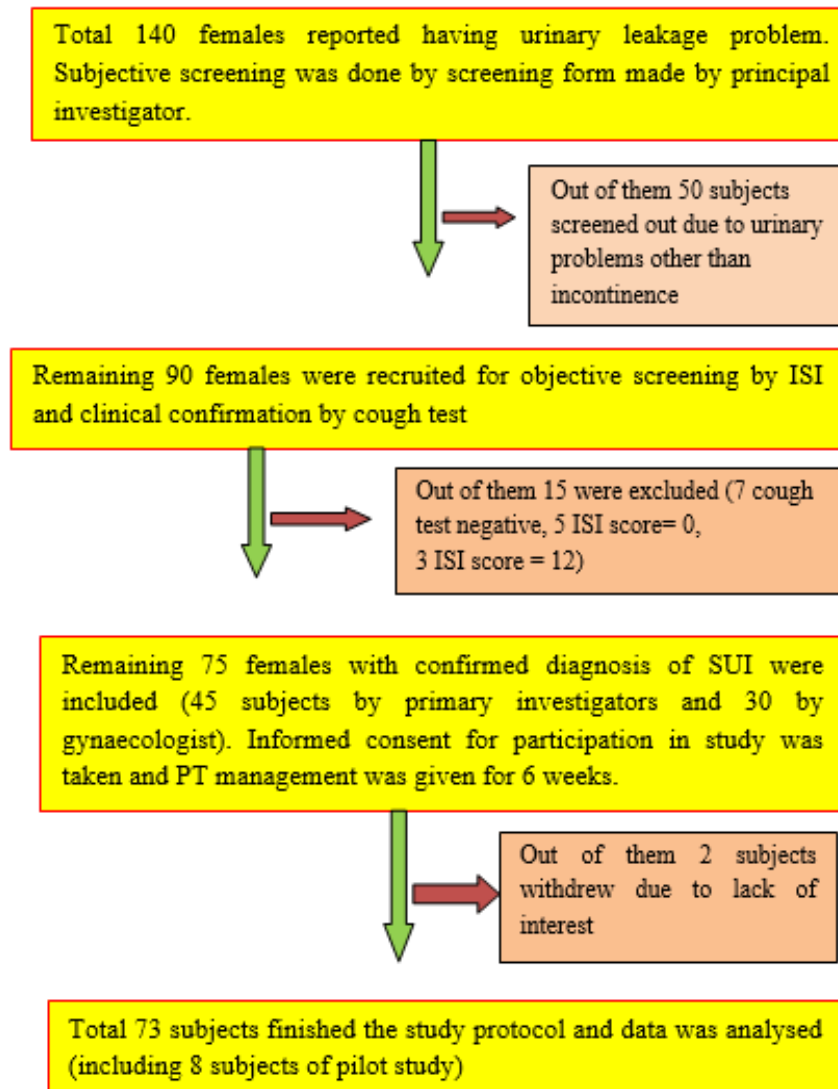 Total 140 females reported having urinary leakage problem.
Subjective screening was done by screening form made by principal
investigator.
Out of them 50 subjects
screened out due to urinary
problems other than
incontinence
Remaining 90 females were recruited for objective screening by ISI
and clinical confirmation by cough test
Out of them 15 were excluded (7 cough
test negative, 5 ISI score= 0,
3 ISI score = 12)
Remaining 75 females with confirmed diagnosis of SUI were
included (45 subjects by primary investigators and 30 by
gynaecologist). Informed consent for participation in study was
taken and PT management was given for 6 weeks.
Out of them 2 subjects
withdrew due to lack of
interest
Total 73 subjects finished the study protocol and data was analysed
(including 8 subjects of pilot study)